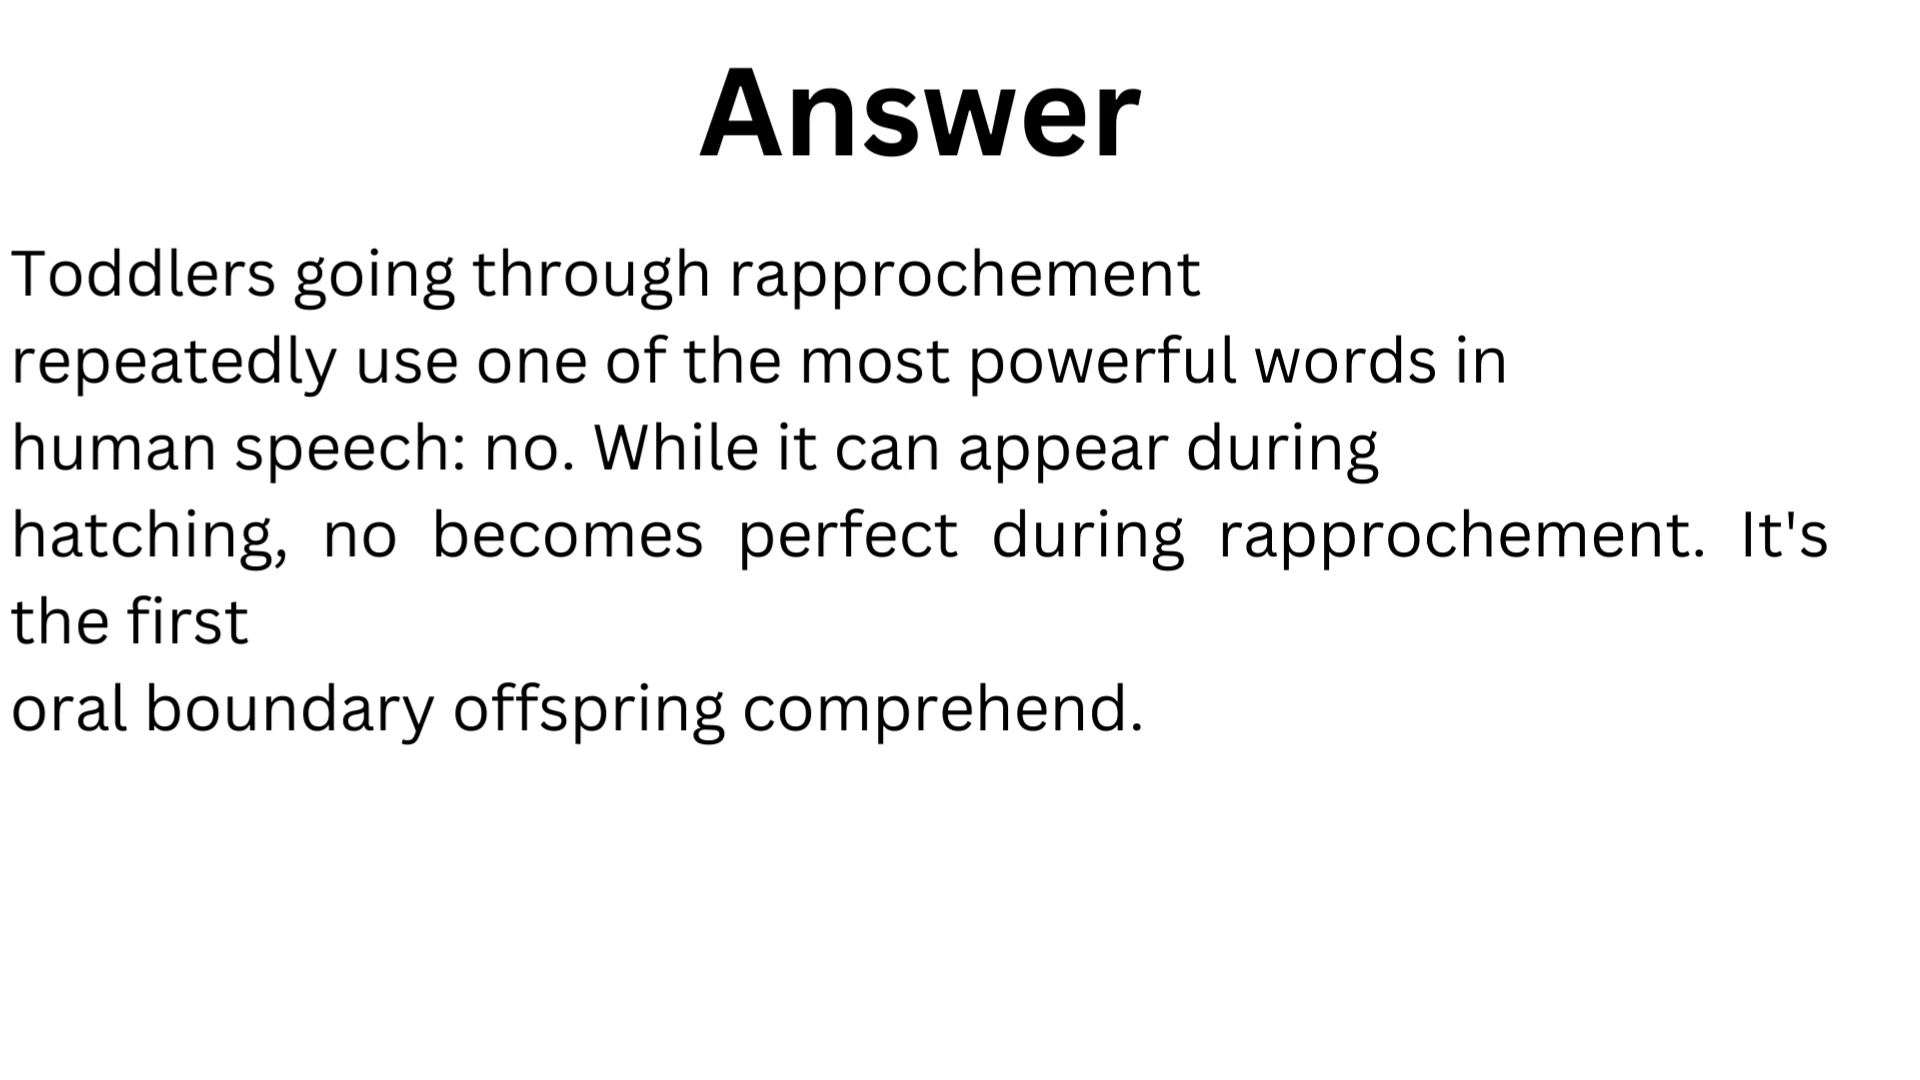 Answer
Toddlers going through rapprochement
repeatedly use one of the most powerful words in
human speech: no. While it can appear during
hatching, no becomes perfect during rapprochement. It's
the first
oral boundary offspring comprehend.